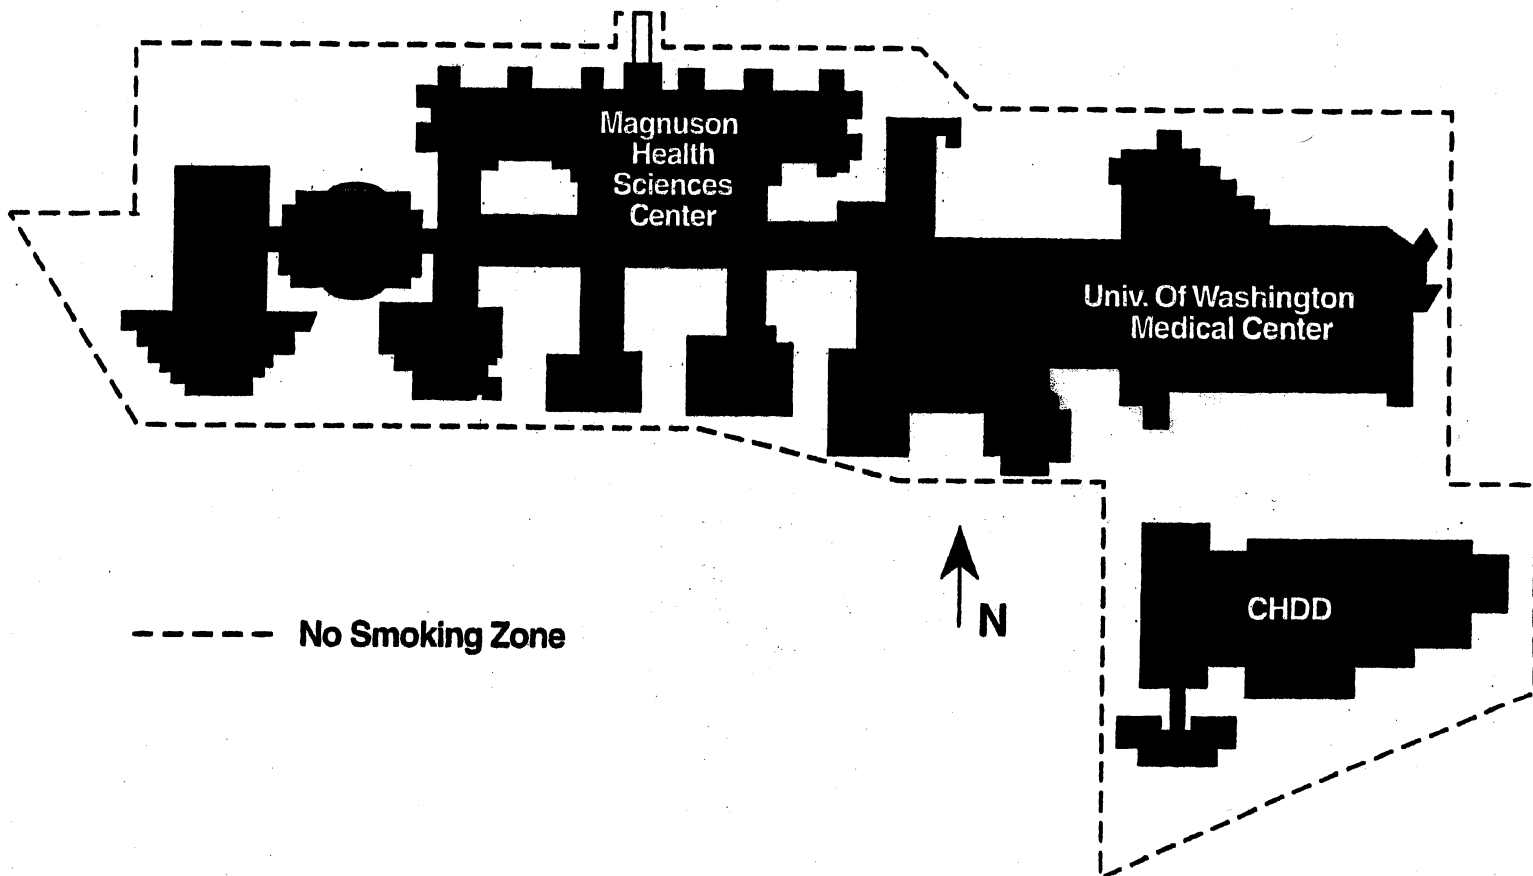 Magnuson
Health
Sciences
Center
Univ. Of Washington
Medical Center
N
No Smoking Zone
CHDD